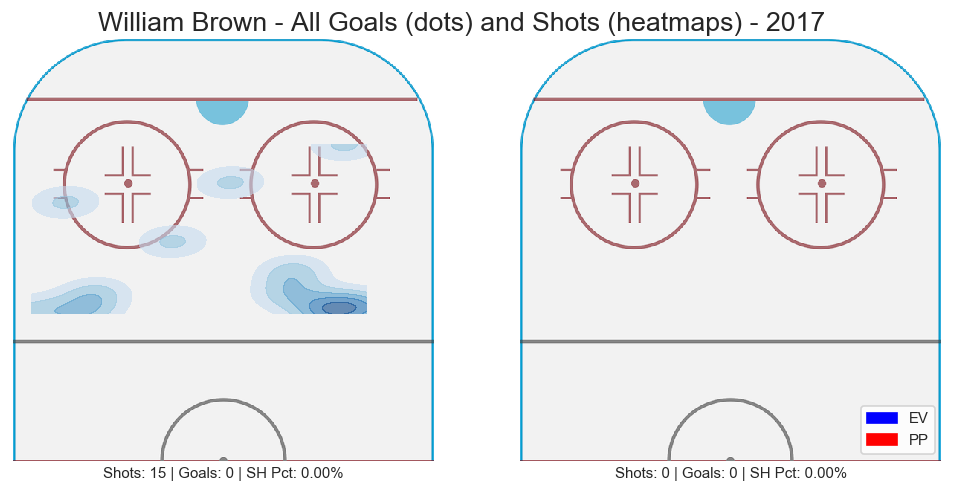 William Brown - All Goals (dots) and Shots (heatmaps) - 2017
EV
PP
Shots: 15 | Goals: 0 | SH Pct: 0.00%
Shots: 0 | Goals: 0 | SH Pct: 0.00%